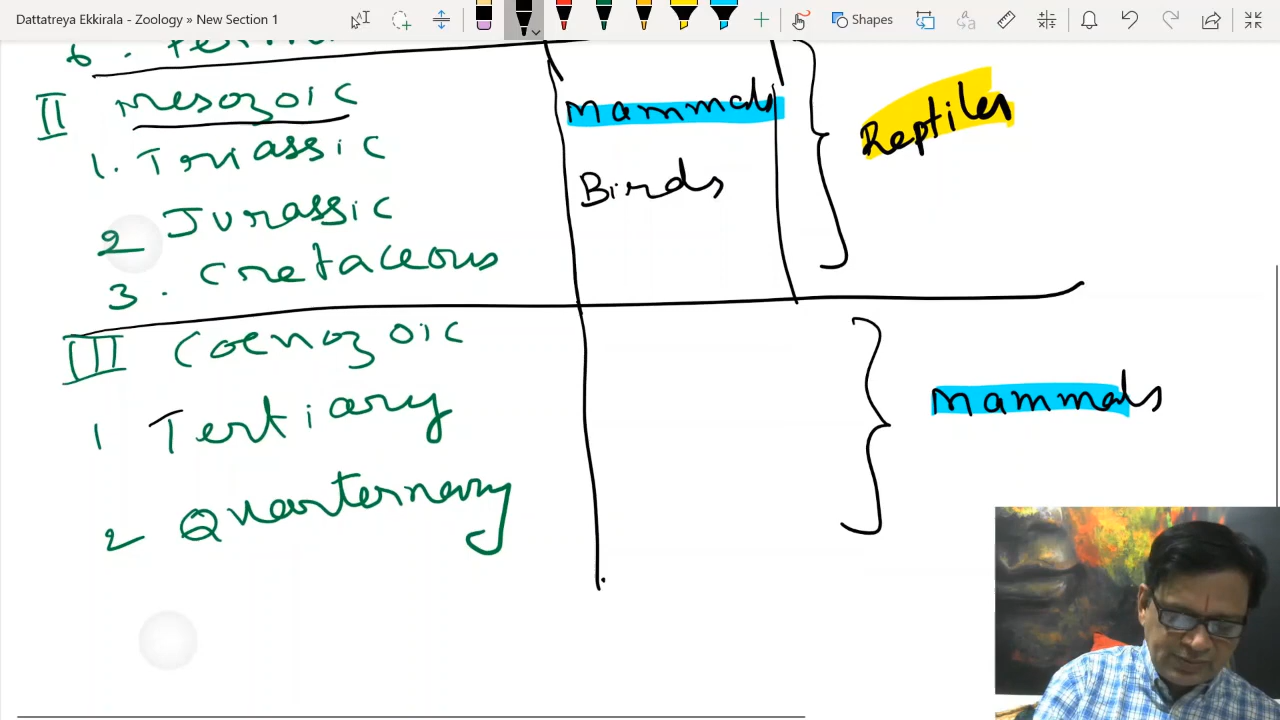 Dattatreya Ekkirala - Zoology » New Section 1
Shapes
6. 
II Mesozoic
Mammals
Reptiles
1. Triassic
Birds
2 Jurassic
3. Cretaceous
III Coenozoic
1 Tertiary
Mammals
2 Quarternary